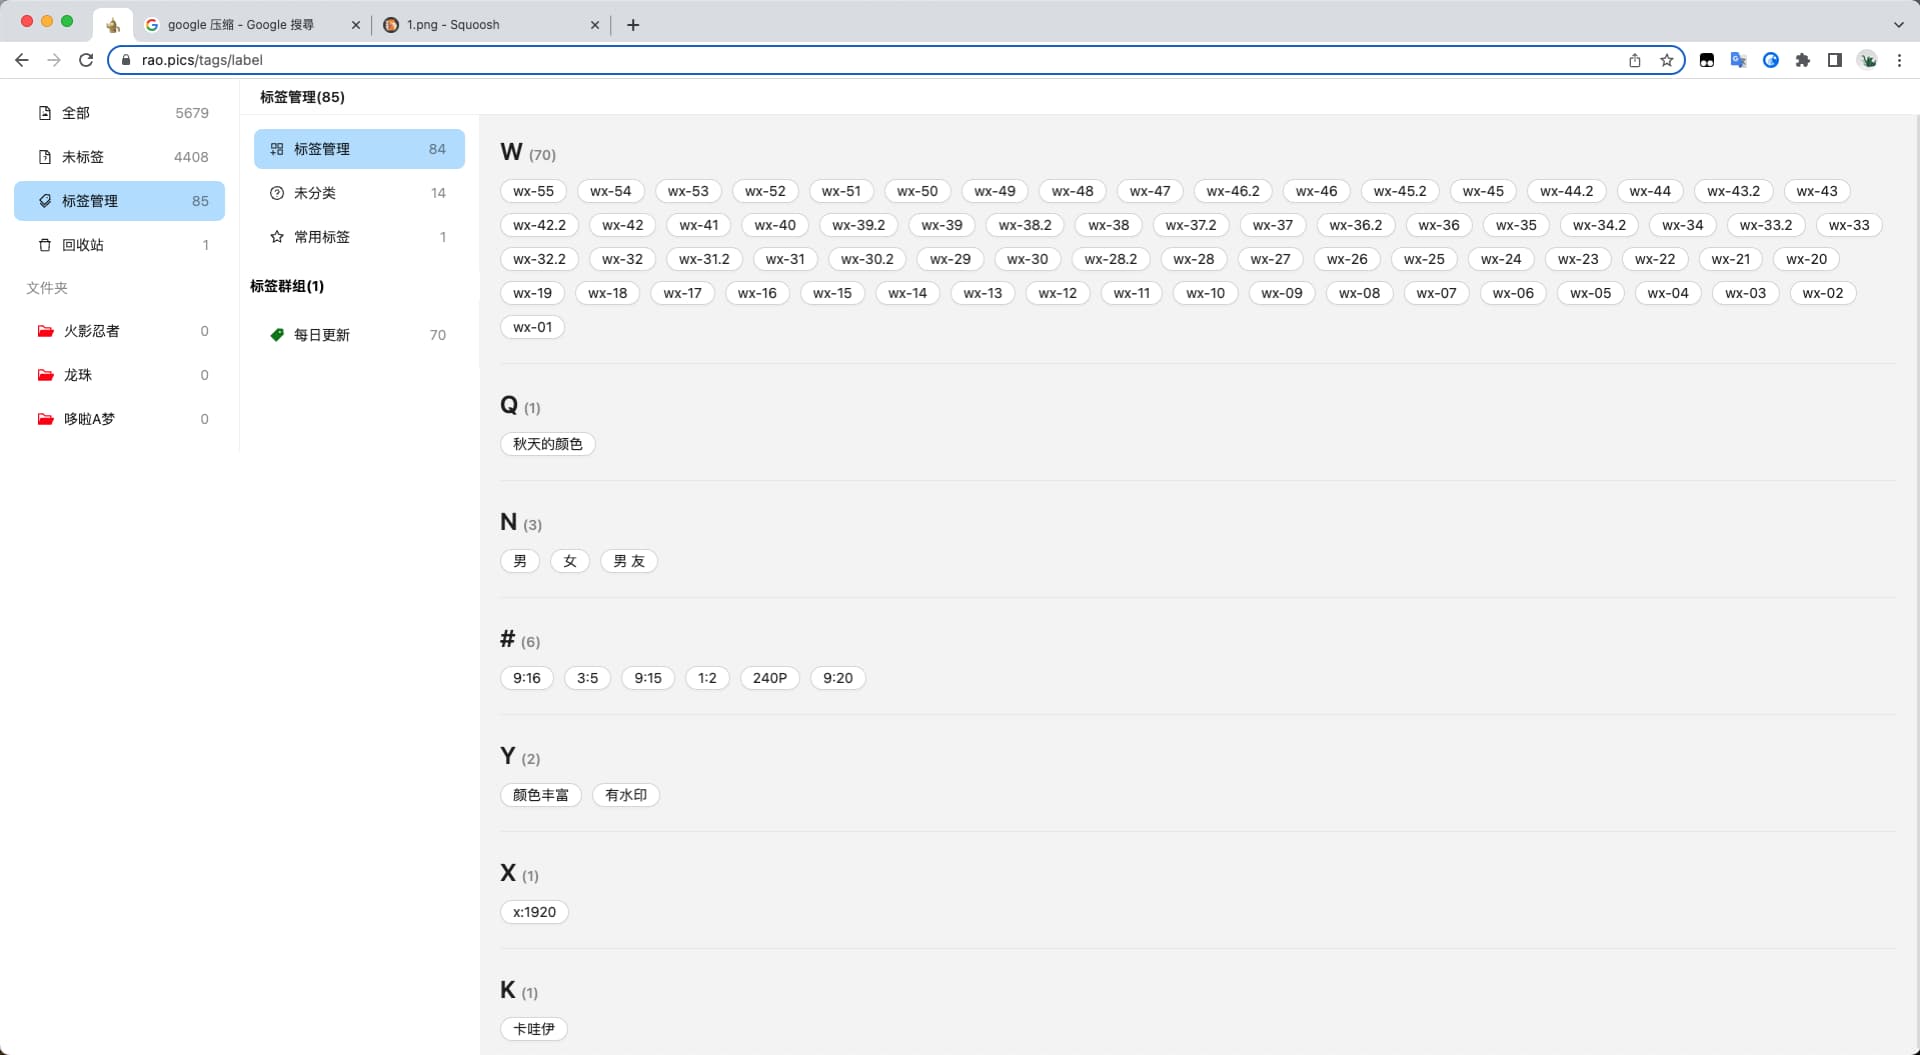 google 压缩 - Google 搜尋
1.png - Squoosh
rao.pics/tags/label
全部 5679
未标签 4408
标签管理 85
回收站 1
文件夹
火影忍者 0
龙珠 0
哆啦A梦 0
标签管理(85)
标签管理 84
未分类 14
常用标签 1
标签群组(1)
每日更新 70
W (70)
wx-55 wx-54 wx-53 wx-52 wx-51 wx-50 wx-49 wx-48 wx-47 wx-46.2 wx-46 wx-45.2 wx-45 wx-44.2 wx-44 wx-43.2 wx-43
wx-42.2 wx-42 wx-41 wx-40 wx-39.2 wx-39 wx-38.2 wx-38 wx-37.2 wx-37 wx-36.2 wx-36 wx-35 wx-34.2 wx-34 wx-33.2 wx-33
wx-32.2 wx-32 wx-31.2 wx-31 wx-30.2 wx-29 wx-30 wx-28.2 wx-28 wx-27 wx-26 wx-25 wx-24 wx-23 wx-22 wx-21 wx-20
wx-19 wx-18 wx-17 wx-16 wx-15 wx-14 wx-13 wx-12 wx-11 wx-10 wx-09 wx-08 wx-07 wx-06 wx-05 wx-04 wx-03 wx-02
wx-01
Q (1)
秋天的颜色
N (3)
男 女 男 友
# (6)
9:16 3:5 9:15 1:2 240P 9:20
Y (2)
颜色丰富 有水印
X (1)
x:1920
K (1)
卡哇伊